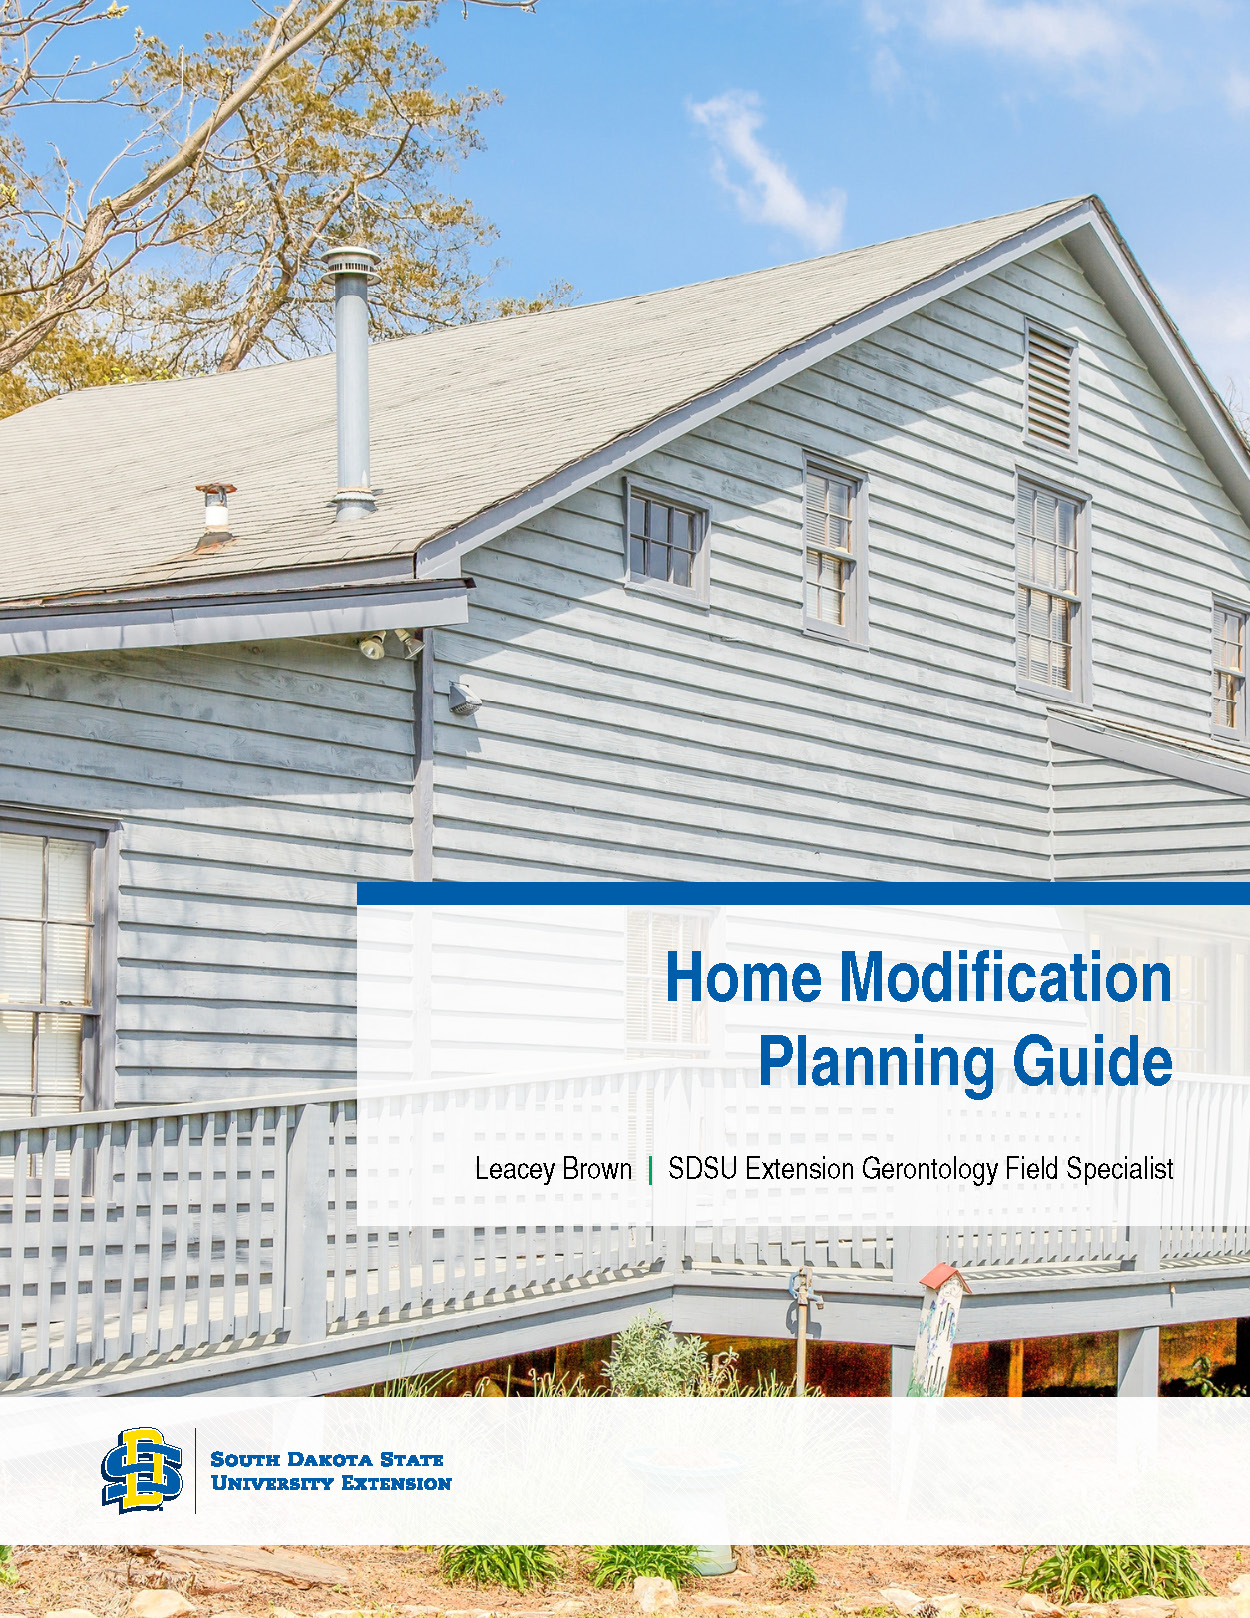 Home Modification
Planning Guide
Leacey Brown | SDSU Extension Gerontology Field Specialist
South Dakota State
University Extension